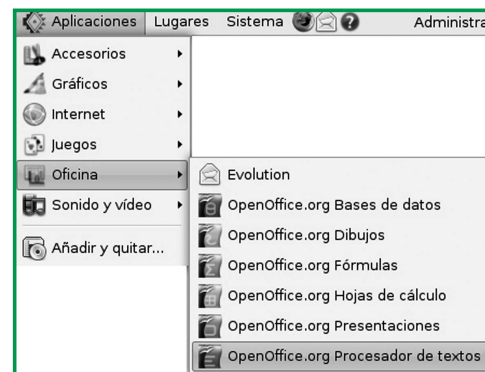 Aplicaciones Lugares Sistema Administra
Accesorios
Gráficos
Internet
Juegos
Oficina
Sonido y vídeo
Añadir y quitar...
Evolution
OpenOffice.org Bases de datos
OpenOffice.org Dibujos
OpenOffice.org Fórmulas
OpenOffice.org Hojas de cálculo
OpenOffice.org Presentaciones
OpenOffice.org Procesador de textos